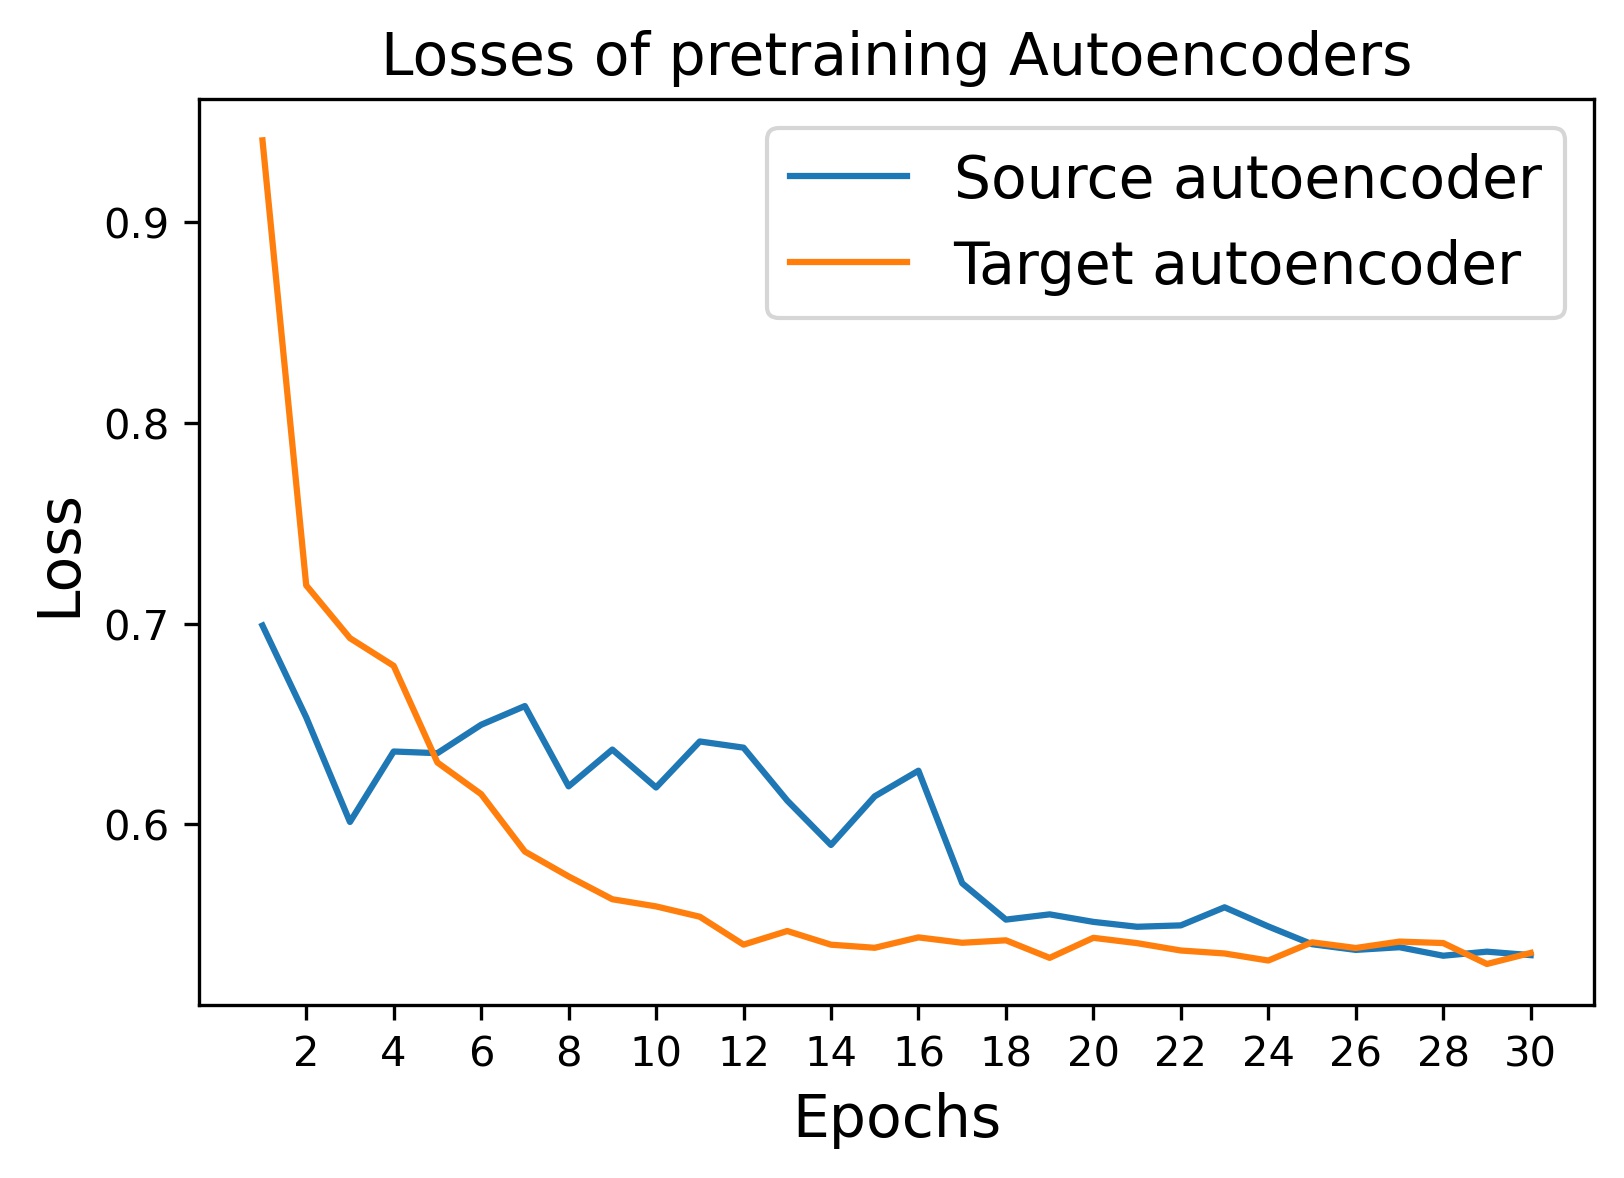 Losses of pretraining Autoencoders
Source autoencoder
Target autoencoder
0.9
0.8
0.7
0.6
Loss
2 4 6 8 10 12 14 16 18 20 22 24 26 28 30
Epochs